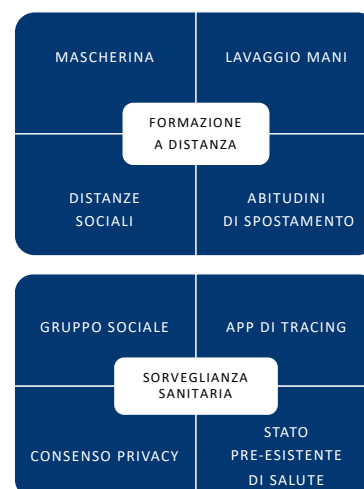 MASCHERINA
LAVAGGIO MANI
FORMAZIONE
A DISTANZA
DISTANZE
SOCIALI
ABITUDINI
DI SPOSTAMENTO
GRUPPO SOCIALE
APP DI TRACING
SORVEGLIANZA
SANITARIA
CONSENSO PRIVACY
STATO
PRE-ESISTENTE
DI SALUTE